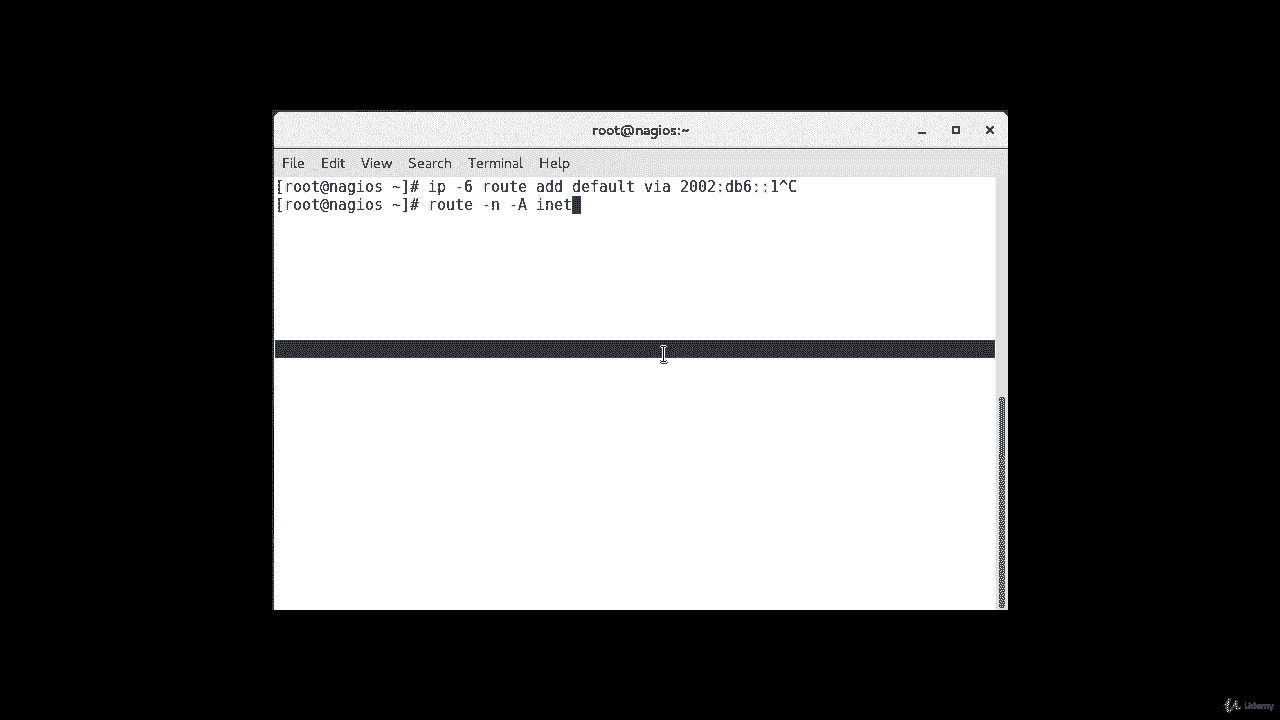 root@nagios:~
File Edit View Search Terminal Help
[root@nagios ~]# ip -6 route add default via 2002:db6::1^C
[root@nagios ~]# route -n -A inet
Udemy